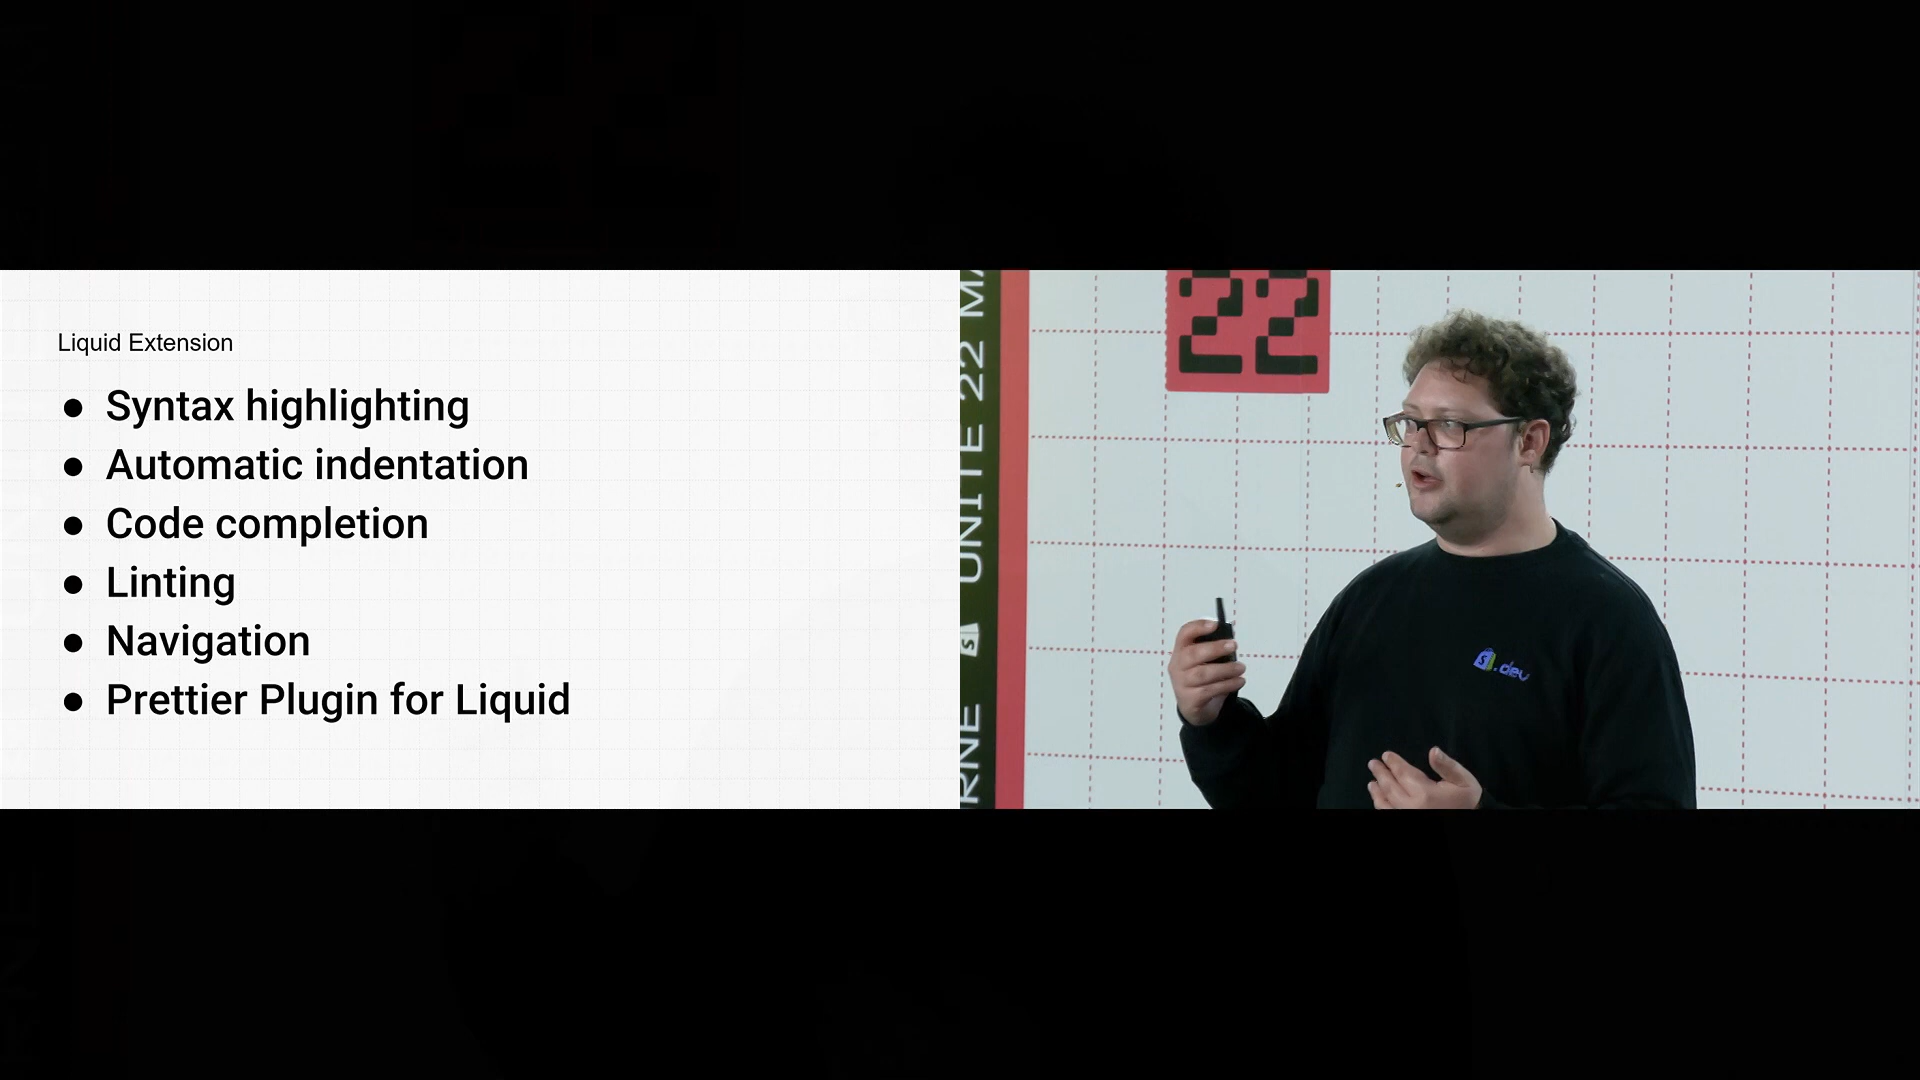 Liquid Extension
● Syntax highlighting
● Automatic indentation
● Code completion
● Linting
● Navigation
● Prettier Plugin for Liquid
22
RNE UNITE 22 MA
.dev